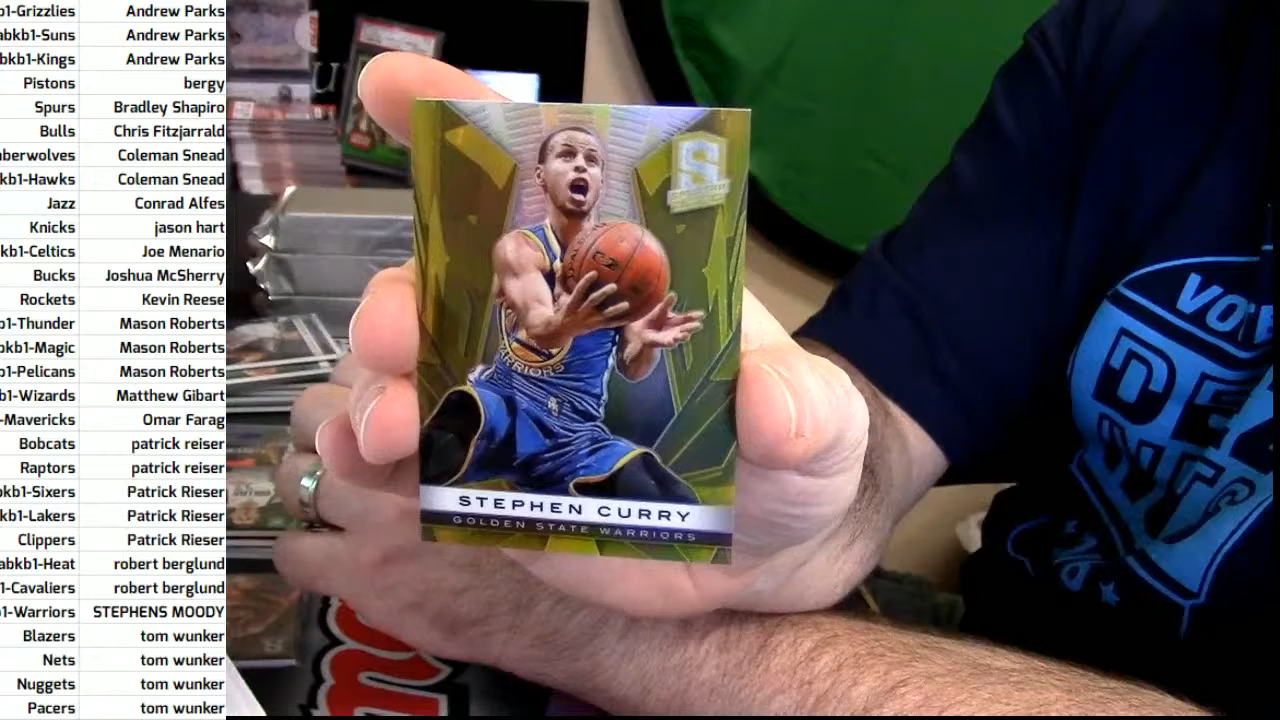 b1-Grizzlies Andrew Parks
abkb1-Suns Andrew Parks
bkb1-Kings Andrew Parks
Pistons bergy
Spurs Bradley Shapiro
Bulls Chris Fitzjarrald
nberwolves Coleman Snead
kb1-Hawks Coleman Snead
Jazz Conrad Alfes
Knicks jason hart
kb1-Celtics Joe Menario
Bucks Joshua McSherry
Rockets Kevin Reese
b1-Thunder Mason Roberts
bkb1-Magic Mason Roberts
b1-Pelicans Mason Roberts
b1-Wizards Matthew Gibart
-Mavericks Omar Farag
Bobcats patrick reiser
Raptors patrick reiser
bkb1-Sixers Patrick Rieser
kb1-Lakers Patrick Rieser
Clippers Patrick Rieser
abkb1-Heat robert berglund
1-Cavaliers robert berglund
b1-Warriors STEPHENS MOODY
Blazers tom wunker
Nets tom wunker
Nuggets tom wunker
Pacers tom wunker
S
SPALDING
WARRIORS
STEPHEN CURRY
GOLDEN STATE WARRIORS
VOTE